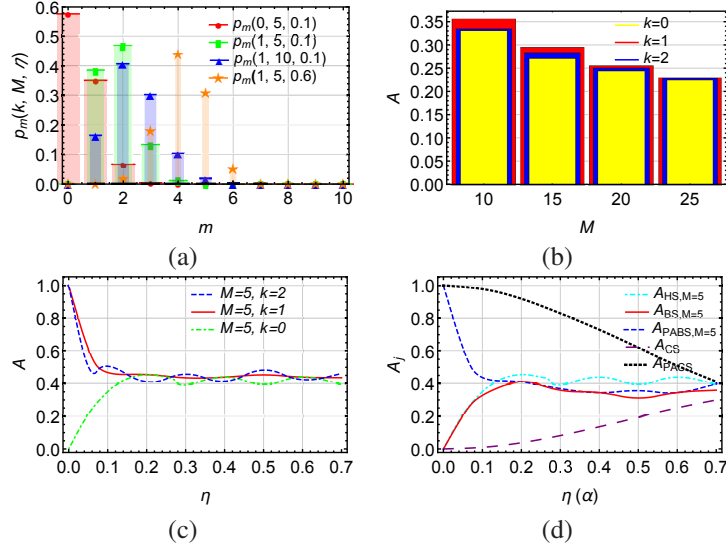 0.6
0.5
0.4
0.3
0.2
0.1
0.0
p_m(k, M, η)
p_m(0, 5, 0.1)
p_m(1, 5, 0.1)
p_m(1, 10, 0.1)
p_m(1, 5, 0.6)
0 2 4 6 8 10
m
(a)
0.35
0.30
0.25
0.20
0.15
0.10
0.05
0.00
A
k=0
k=1
k=2
10 15 20 25
M
(b)
1.0
0.8
0.6
0.4
0.2
0.0
A
M=5, k=2
M=5, k=1
M=5, k=0
0.0 0.1 0.2 0.3 0.4 0.5 0.6 0.7
η
(c)
1.0
0.8
0.6
0.4
0.2
0.0
A_j
A_HS,M=5
A_BS,M=5
A_PABS,M=5
A_CS
A_PACS
0.0 0.1 0.2 0.3 0.4 0.5 0.6 0.7
η (α)
(d)